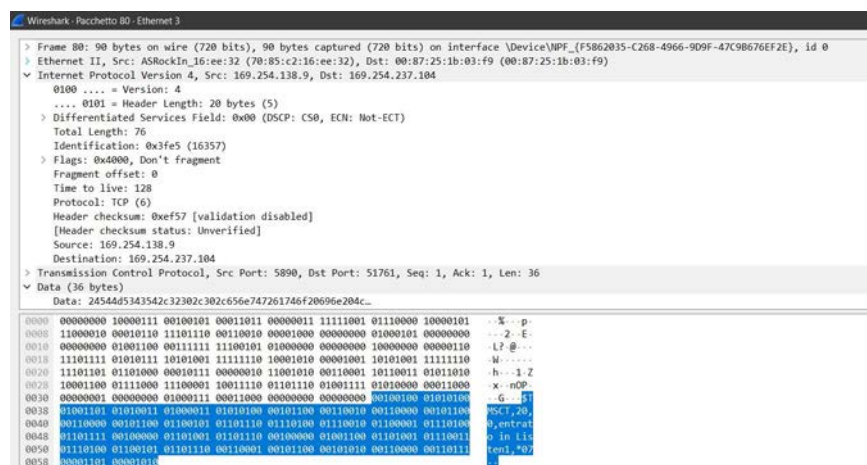 Wireshark · Pacchetto 80 · Ethernet 3
> Frame 80: 90 bytes on wire (720 bits), 90 bytes captured (720 bits) on interface \Device\NPF_{F5862035-C268-4966-9D9F-47C9B676EF2E}, id 0
> Ethernet II, Src: ASRockIn_16:ee:32 (70:85:c2:16:ee:32), Dst: 00:87:25:1b:03:f9 (00:87:25:1b:03:f9)
Internet Protocol Version 4, Src: 169.254.138.9, Dst: 169.254.237.104
0100 .... = Version: 4
.... 0101 = Header Length: 20 bytes (5)
> Differentiated Services Field: 0x00 (DSCP: CS0, ECN: Not-ECT)
Total Length: 76
Identification: 0x3fe5 (16357)
> Flags: 0x4000, Don't fragment
Fragment offset: 0
Time to live: 128
Protocol: TCP (6)
Header checksum: 0xef57 [validation disabled]
[Header checksum status: Unverified]
Source: 169.254.138.9
Destination: 169.254.237.104
> Transmission Control Protocol, Src Port: 5890, Dst Port: 51761, Seq: 1, Ack: 1, Len: 36
Data (36 bytes)
Data: 24544d5343542c32302c302c656e747261746f20696e204c…
0000 00000000 10000111 00100101 00011011 00000011 11111001 01110000 10000101 ··%···p·
0008 11000010 00010110 11101110 00110010 00001000 00000000 01000101 00000000 ···2··E·
0010 00000000 01001100 00111111 11100101 01000000 00000000 10000000 00000110 ·L?·@···
0018 11101111 01010111 10101001 11111110 10001010 00001001 10101001 11111110 ·W······
0020 11101101 01101000 00010111 00000010 11001010 00110001 10110011 01011010 ·h···1·Z
0028 10001100 01111000 11100001 10011110 01101110 01001111 01010000 00011000 ·x··nOP·
0030 00000000 01000111 00011000 00000000 00000000 00100100 01010100 ·G···$T
0038 01001101 01010011 01000011 01010100 00101100 00110010 00110000 00101100 MSCT,20,
0040 00110000 00101100 01100101 01101110 01110100 01110010 01100001 01110100 0,entrat
0048 01101111 00100000 01101001 01101110 00100000 01001100 01101001 01110011 o in Lis
0050 01110100 01100101 01101110 00110001 00101100 00101010 00110000 00110111 ten1,*07
0058 00001101 00001010 ··